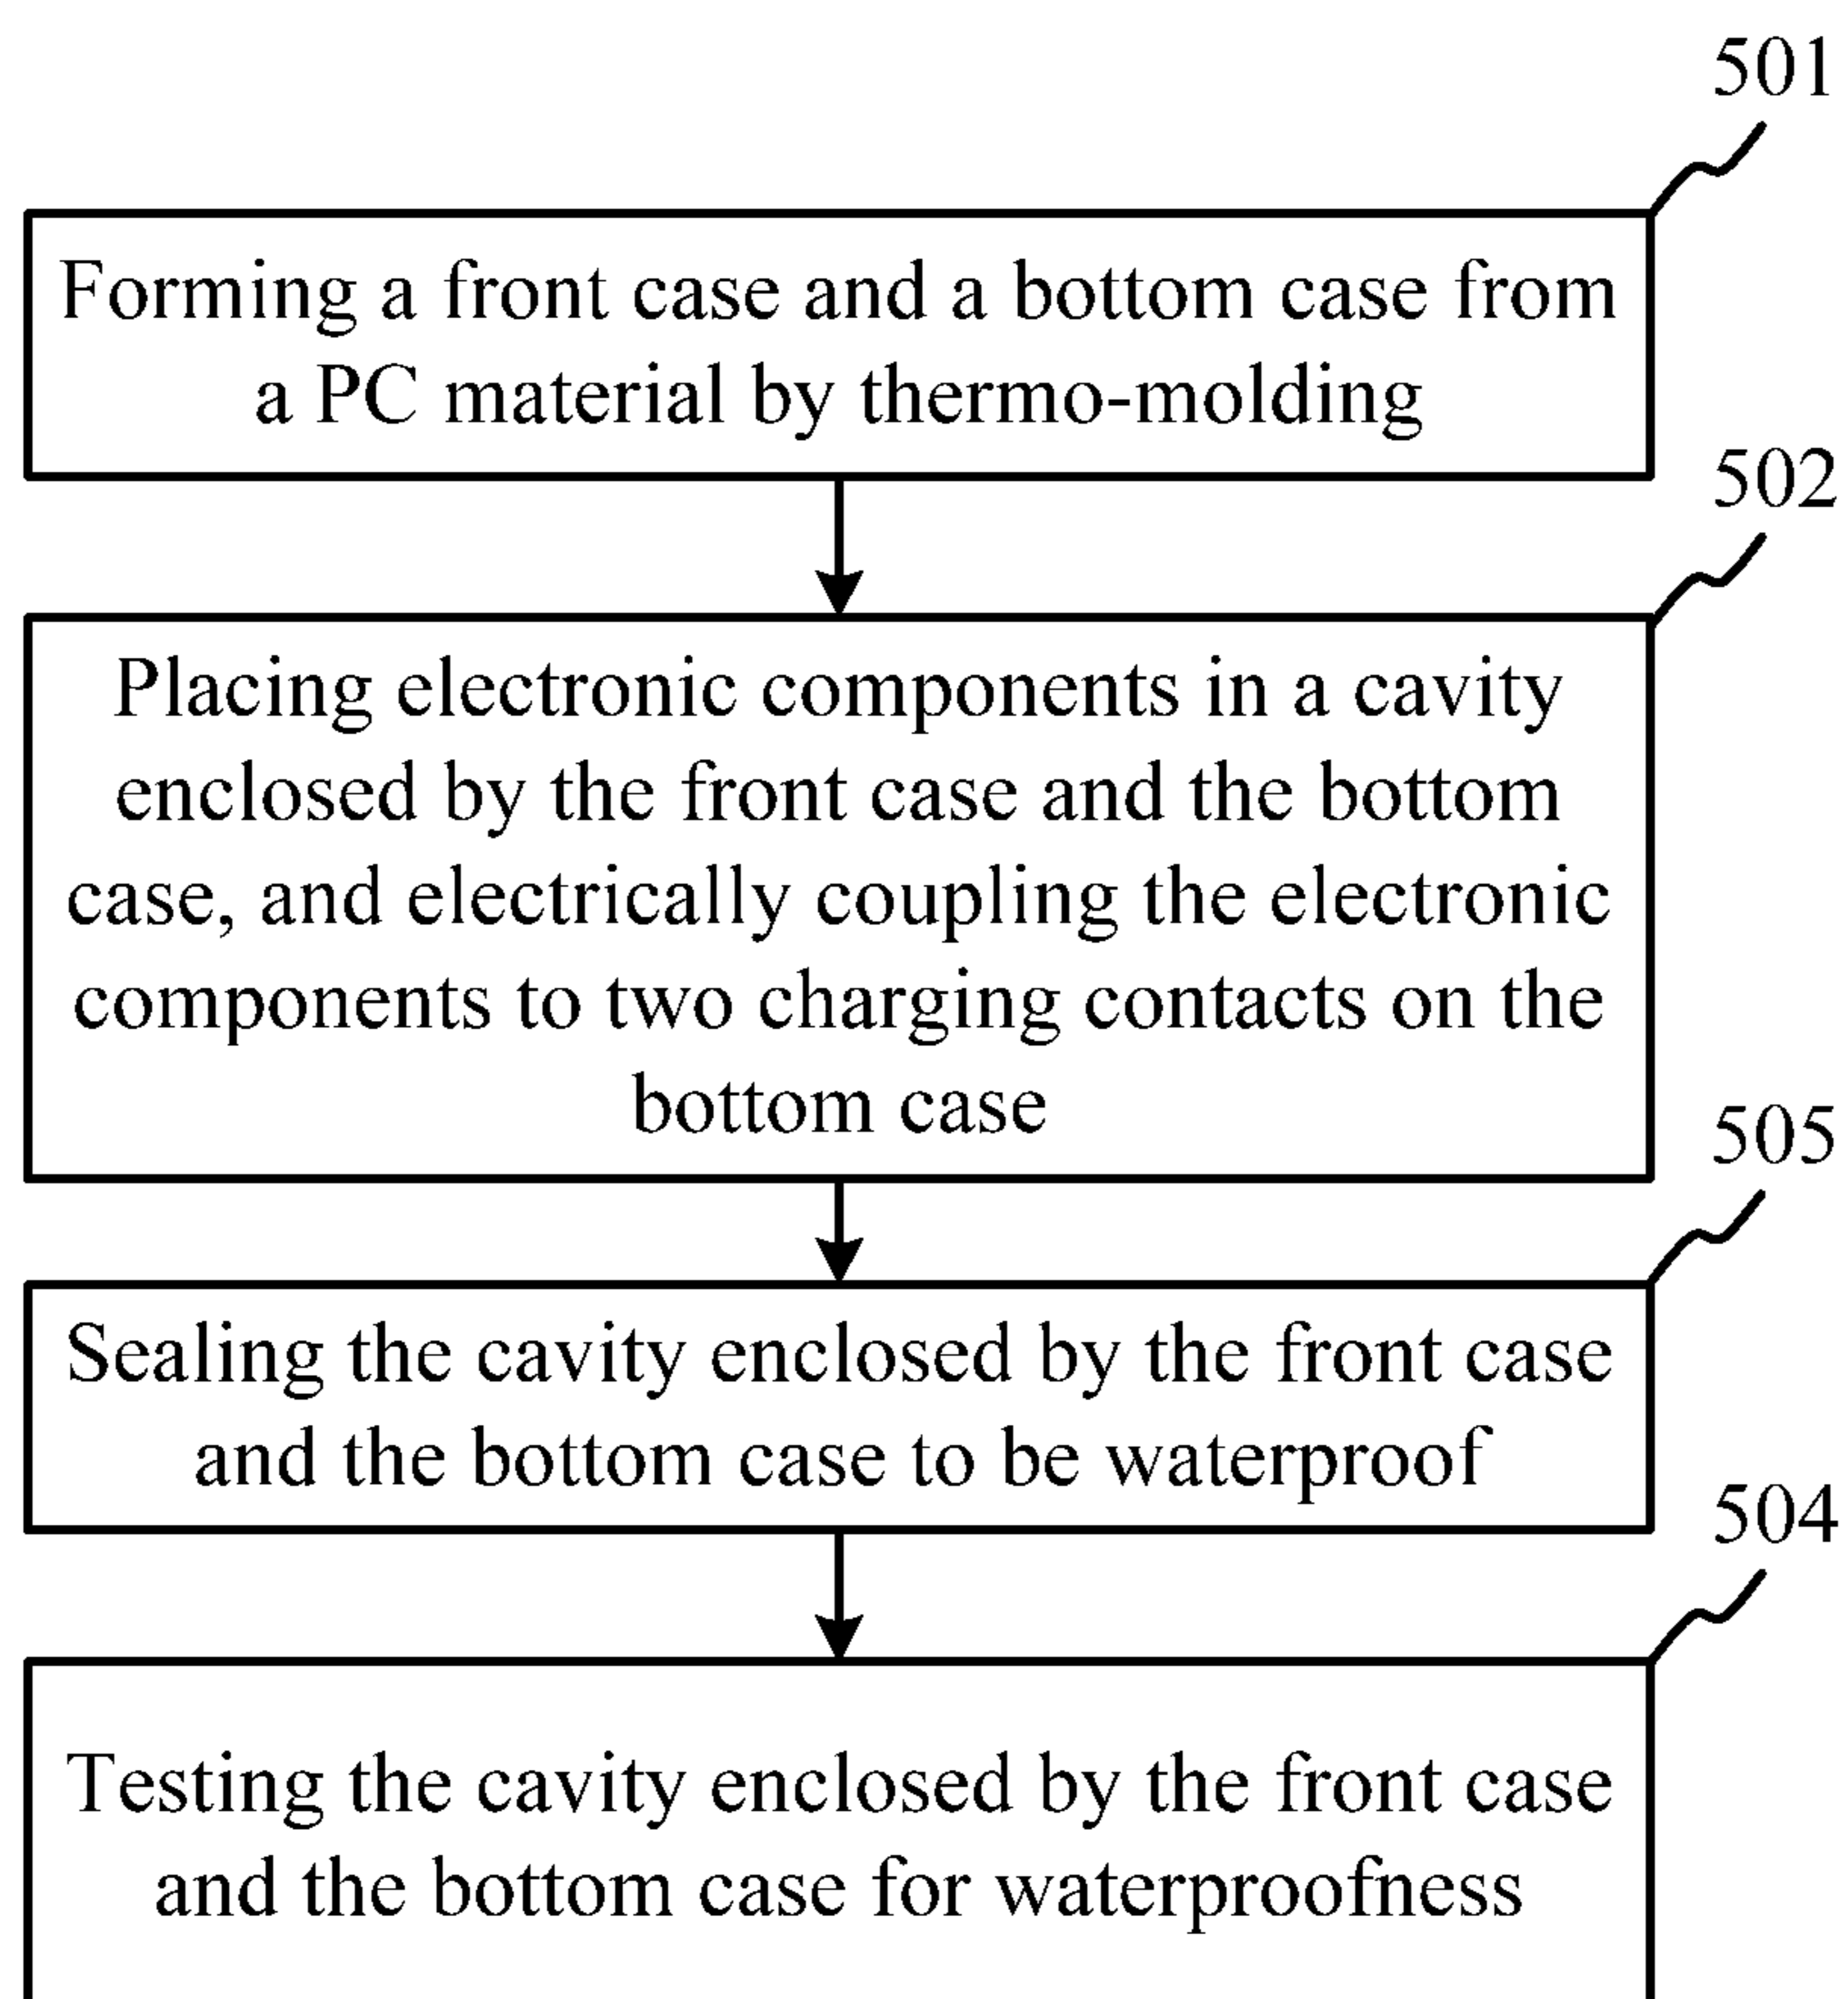 501
Forming a front case and a bottom case from
a PC material by thermo-molding
502
Placing electronic components in a cavity
enclosed by the front case and the bottom
case, and electrically coupling the electronic
components to two charging contacts on the
bottom case
505
Sealing the cavity enclosed by the front case
and the bottom case to be waterproof
504
Testing the cavity enclosed by the front case
and the bottom case for waterproofness